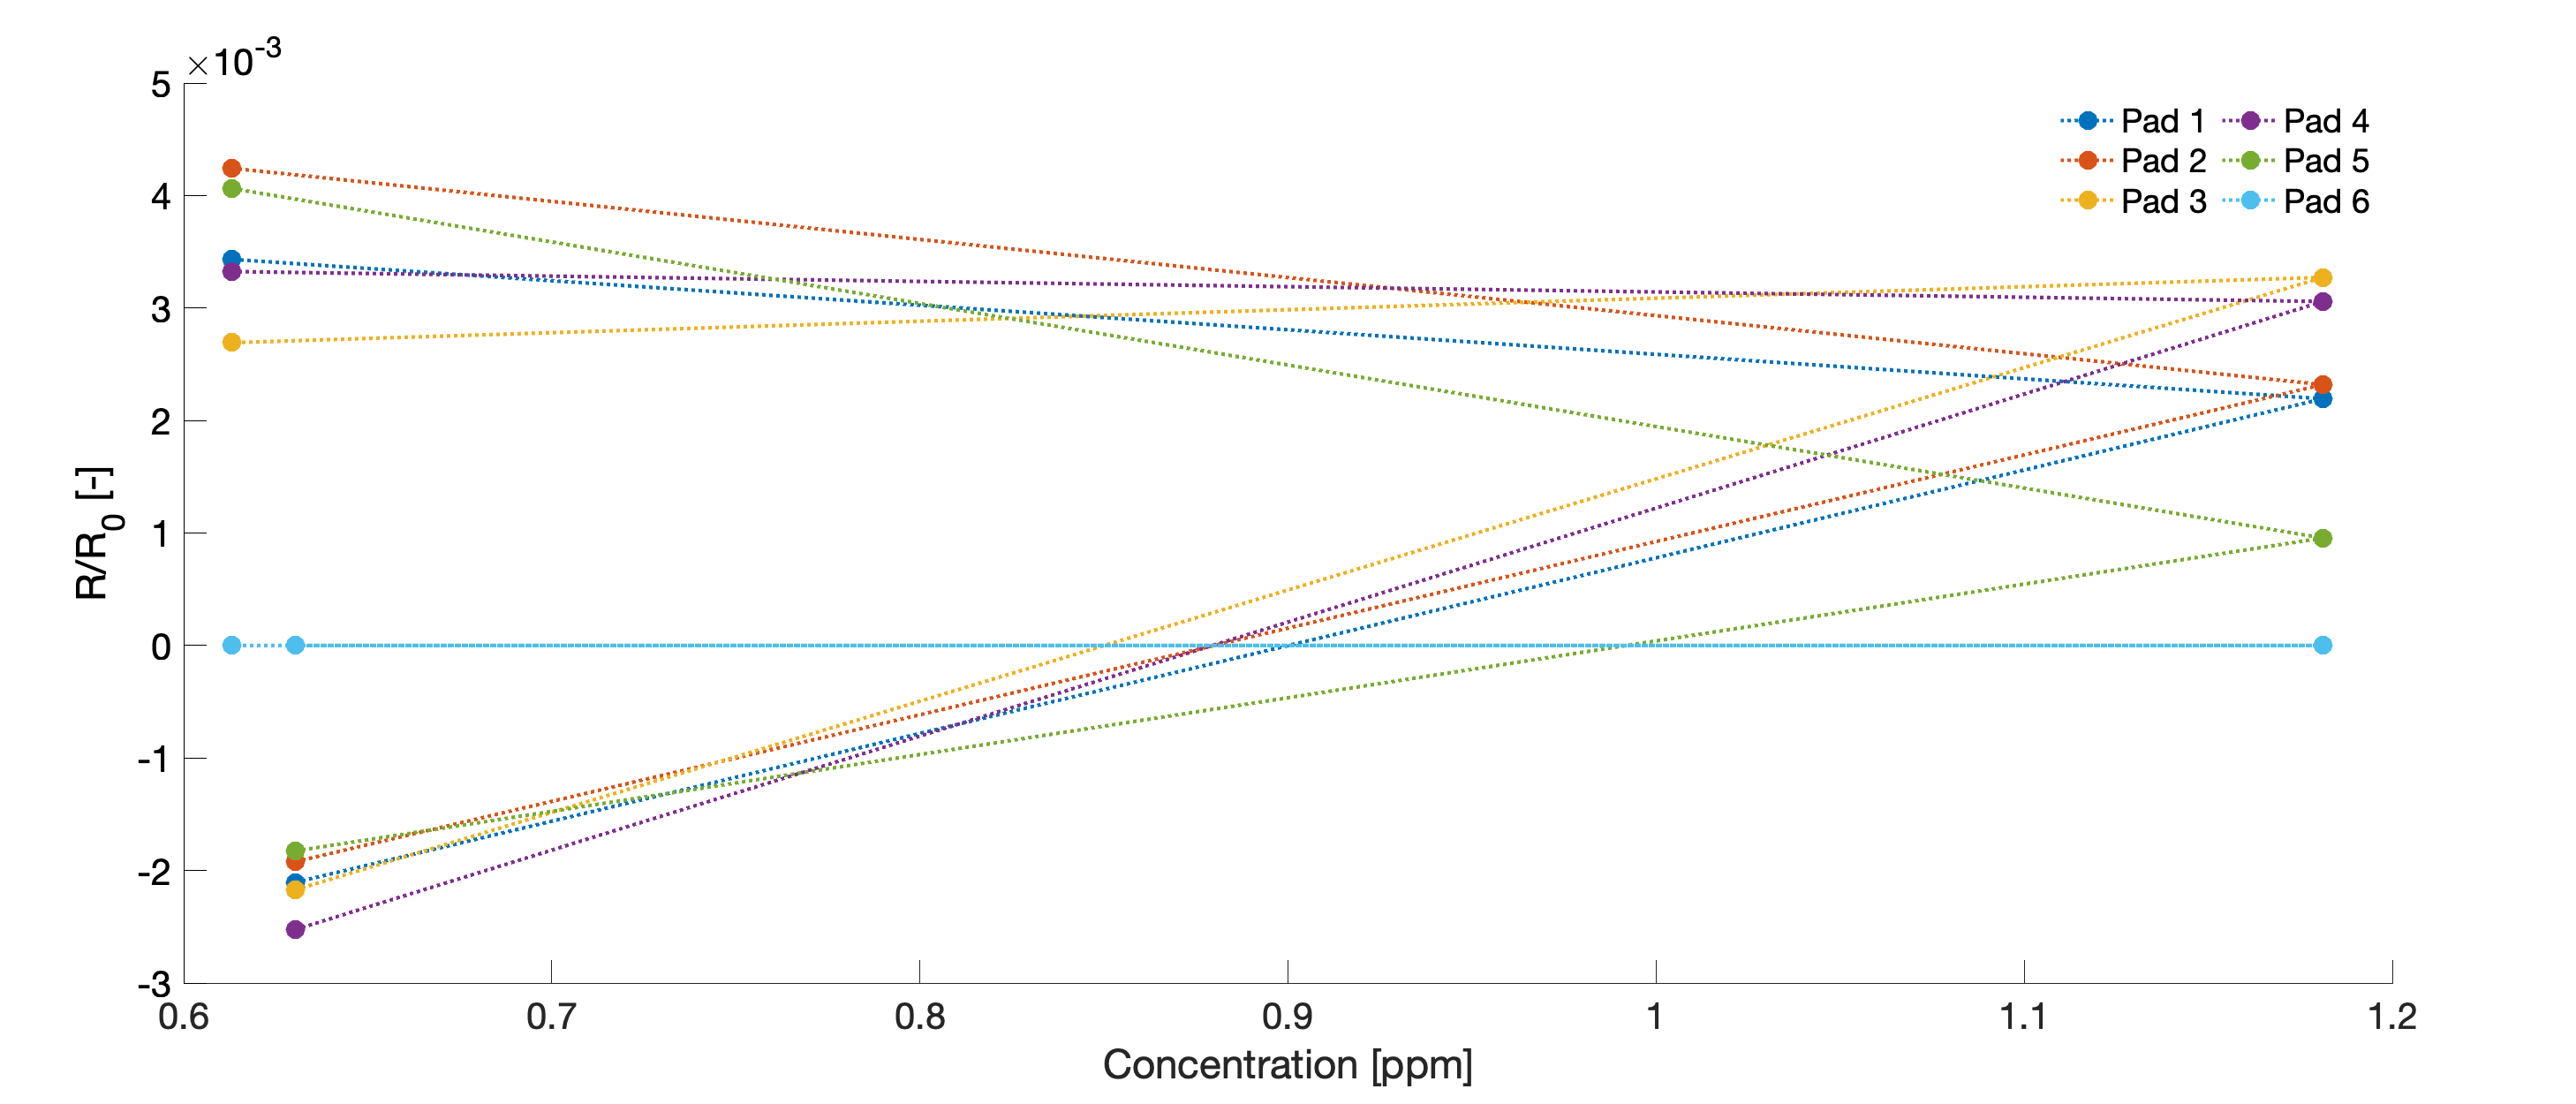 ×10⁻³
5
4
3
2
1
0
-1
-2
-3
R/R₀ [-]
0.6 0.7 0.8 0.9 1 1.1 1.2
Concentration [ppm]
Pad 1 Pad 4
Pad 2 Pad 5
Pad 3 Pad 6